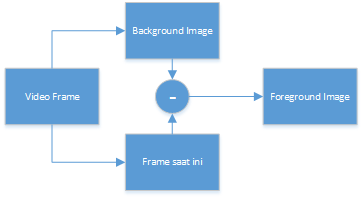 Background Image
Video Frame
-
Foreground Image
Frame saat ini